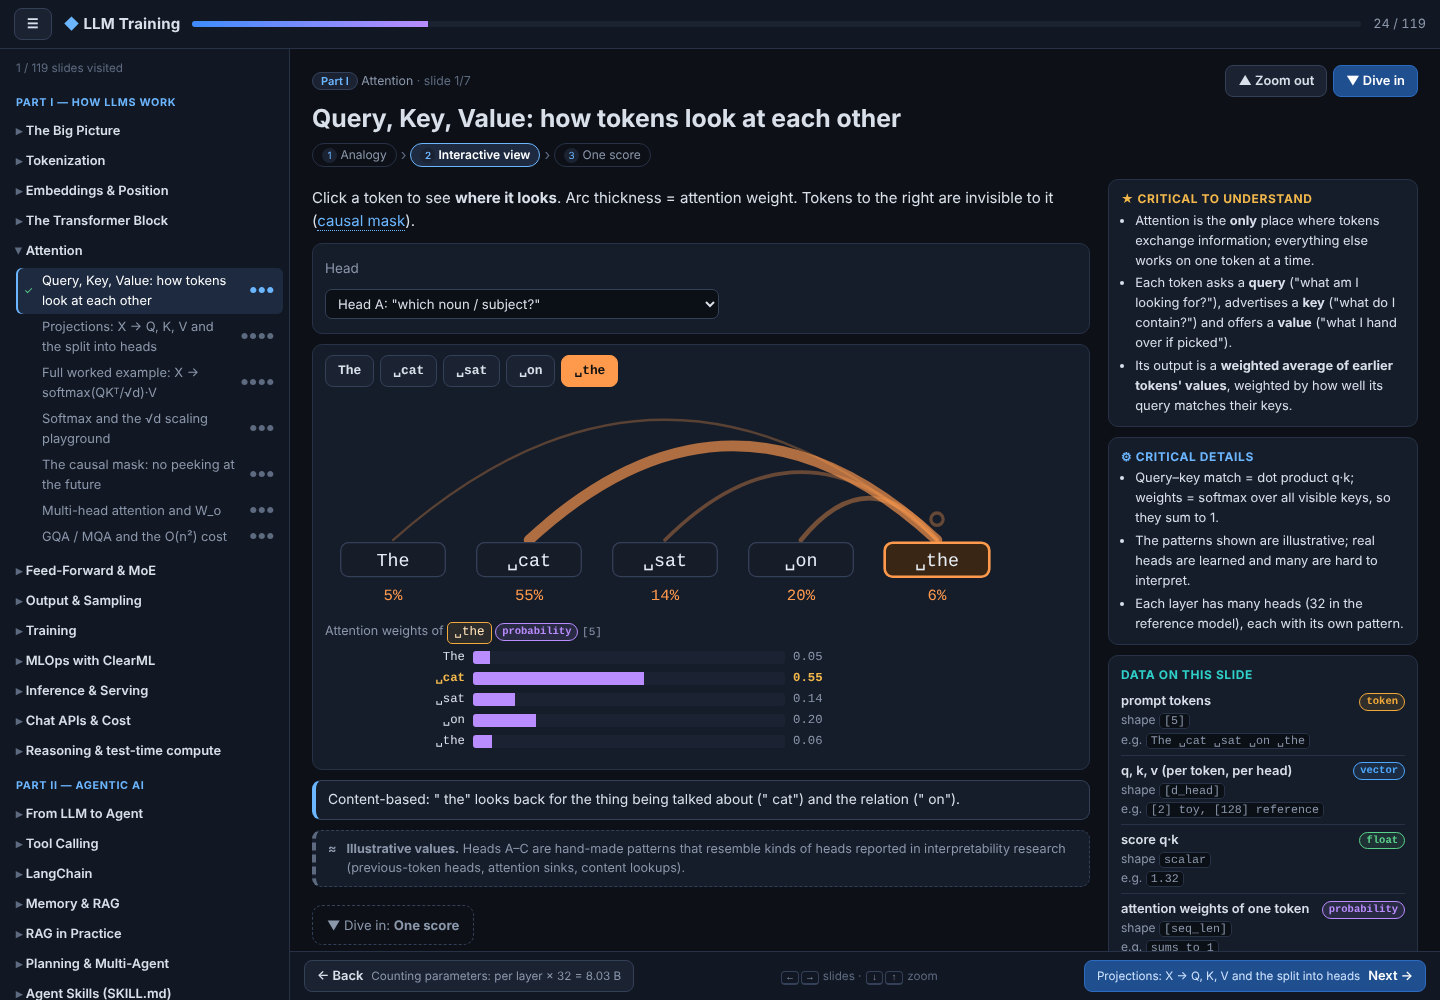 ☰
◆ LLM Training
24 / 119
1 / 119 slides visited
PART I — HOW LLMS WORK
▸ The Big Picture
▸ Tokenization
▸ Embeddings & Position
▸ The Transformer Block
▾ Attention
✓ Query, Key, Value: how tokens
look at each other
●●●
Projections: X → Q, K, V and
the split into heads
●●●●
Full worked example: X →
softmax(QKᵀ/√d)·V
●●●●
Softmax and the √d scaling
playground
●●●
The causal mask: no peeking at
the future
●●●
Multi-head attention and W_o
●●●
GQA / MQA and the O(n²) cost
●●●
▸ Feed-Forward & MoE
▸ Output & Sampling
▸ Training
▸ MLOps with ClearML
▸ Inference & Serving
▸ Chat APIs & Cost
▸ Reasoning & test-time compute
PART II — AGENTIC AI
▸ From LLM to Agent
▸ Tool Calling
▸ LangChain
▸ Memory & RAG
▸ RAG in Practice
▸ Planning & Multi-Agent
▸ Agent Skills (SKILL.md)
Part I Attention · slide 1/7
▲ Zoom out
▼ Dive in
Query, Key, Value: how tokens look at each other
1 Analogy › 2 Interactive view › 3 One score
Click a token to see where it looks. Arc thickness = attention weight. Tokens to the right are invisible to it
(causal mask).
Head
Head A: "which noun / subject?"
The ␣cat ␣sat ␣on ␣the
The ␣cat ␣sat ␣on ␣the
5% 55% 14% 20% 6%
Attention weights of ␣the probability [5]
The 0.05
␣cat 0.55
␣sat 0.14
␣on 0.20
␣the 0.06
Content-based: " the" looks back for the thing being talked about (" cat") and the relation (" on").
≈ Illustrative values. Heads A–C are hand-made patterns that resemble kinds of heads reported in interpretability research
(previous-token heads, attention sinks, content lookups).
▼ Dive in: One score
★ CRITICAL TO UNDERSTAND
• Attention is the only place where tokens
exchange information; everything else
works on one token at a time.
• Each token asks a query ("what am I
looking for?"), advertises a key ("what do I
contain?") and offers a value ("what I hand
over if picked").
• Its output is a weighted average of earlier
tokens' values, weighted by how well its
query matches their keys.
⚙ CRITICAL DETAILS
• Query–key match = dot product q·k;
weights = softmax over all visible keys, so
they sum to 1.
• The patterns shown are illustrative; real
heads are learned and many are hard to
interpret.
• Each layer has many heads (32 in the
reference model), each with its own pattern.
DATA ON THIS SLIDE
prompt tokens token
shape [5]
e.g. The ␣cat ␣sat ␣on ␣the
q, k, v (per token, per head) vector
shape [d_head]
e.g. [2] toy, [128] reference
score q·k float
shape scalar
e.g. 1.32
attention weights of one token probability
shape [seq_len]
e.g. sums to 1
← Back Counting parameters: per layer × 32 = 8.03 B
← → slides · ↓ ↑ zoom
Projections: X → Q, K, V and the split into heads Next →